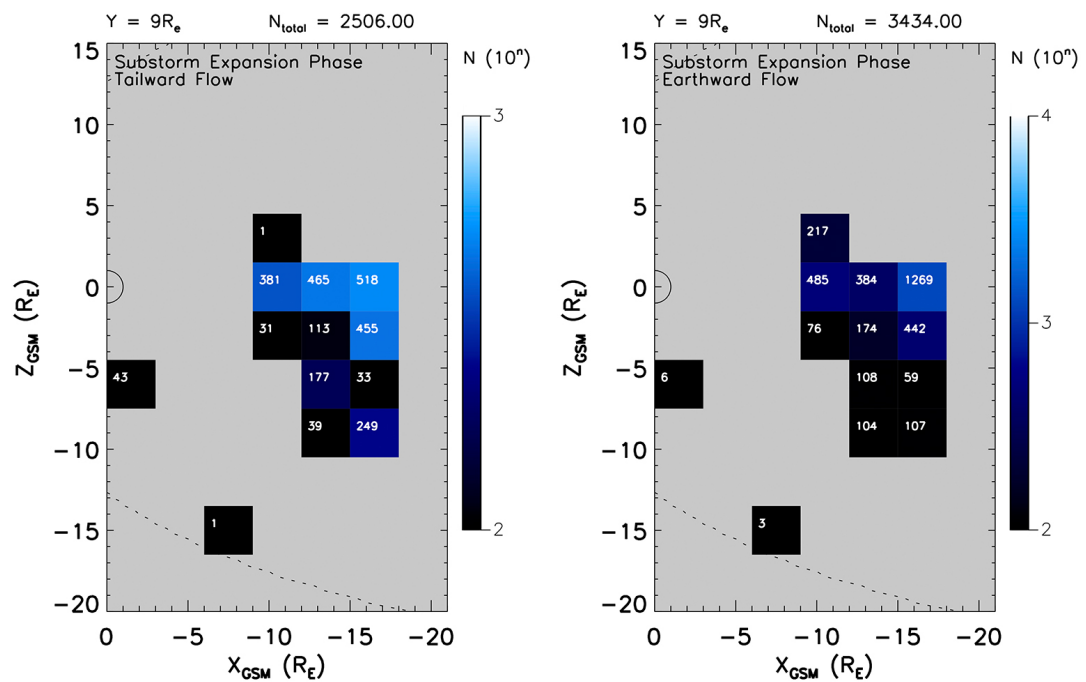 Y = 9Re Ntotal = 2506.00
Substorm Expansion Phase
Tailward Flow
N (10^n)
3
2
15
10
5
0
−5
−10
−15
−20
ZGSM (RE)
1
381 465 518
31 113 455
43 177 33
39 249
1
0 −5 −10 −15 −20
XGSM (RE)
Y = 9Re Ntotal = 3434.00
Substorm Expansion Phase
Earthward Flow
N (10^n)
4
3
2
15
10
5
0
−5
−10
−15
−20
ZGSM (RE)
217
485 384 1269
76 174 442
6 108 59
104 107
3
0 −5 −10 −15 −20
XGSM (RE)